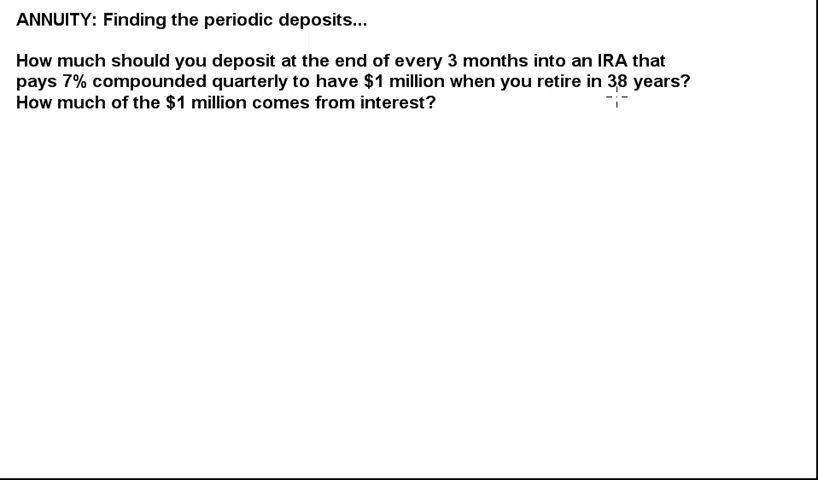 ANNUITY: Finding the periodic deposits...
How much should you deposit at the end of every 3 months into an IRA that
pays 7% compounded quarterly to have $1 million when you retire in 38 years?
How much of the $1 million comes from interest?